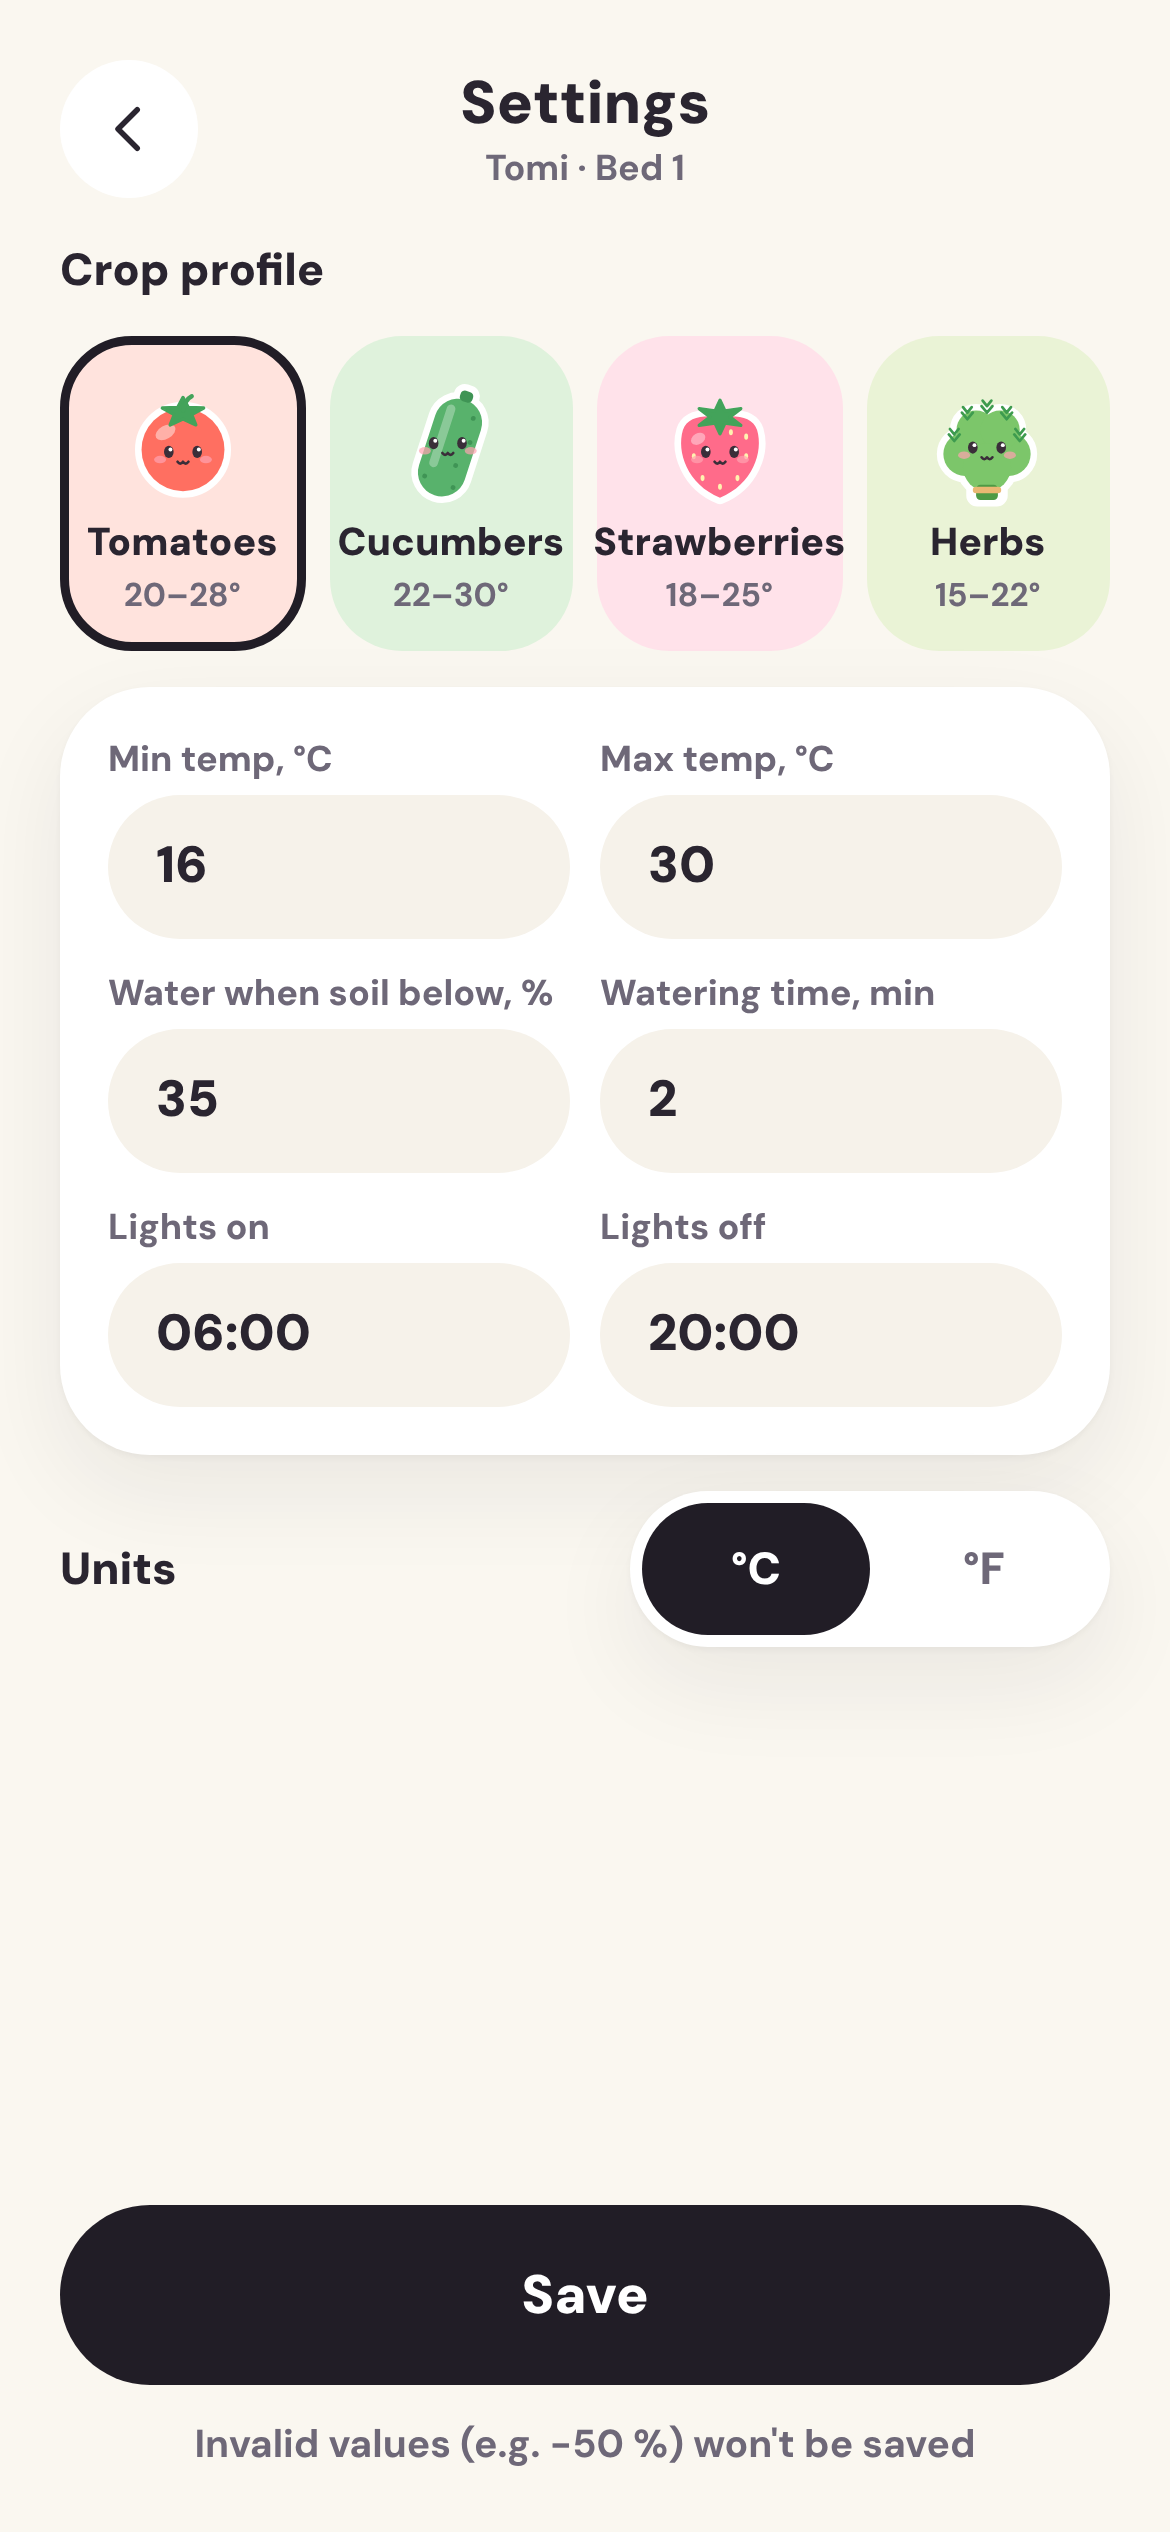 Settings
Tomi · Bed 1
Crop profile
Tomatoes
20–28°
Cucumbers
22–30°
Strawberries
18–25°
Herbs
15–22°
Min temp, °C
Max temp, °C
16
30
Water when soil below, %
Watering time, min
35
2
Lights on
Lights off
06:00
20:00
Units
°C
°F
Save
Invalid values (e.g. −50 %) won't be saved